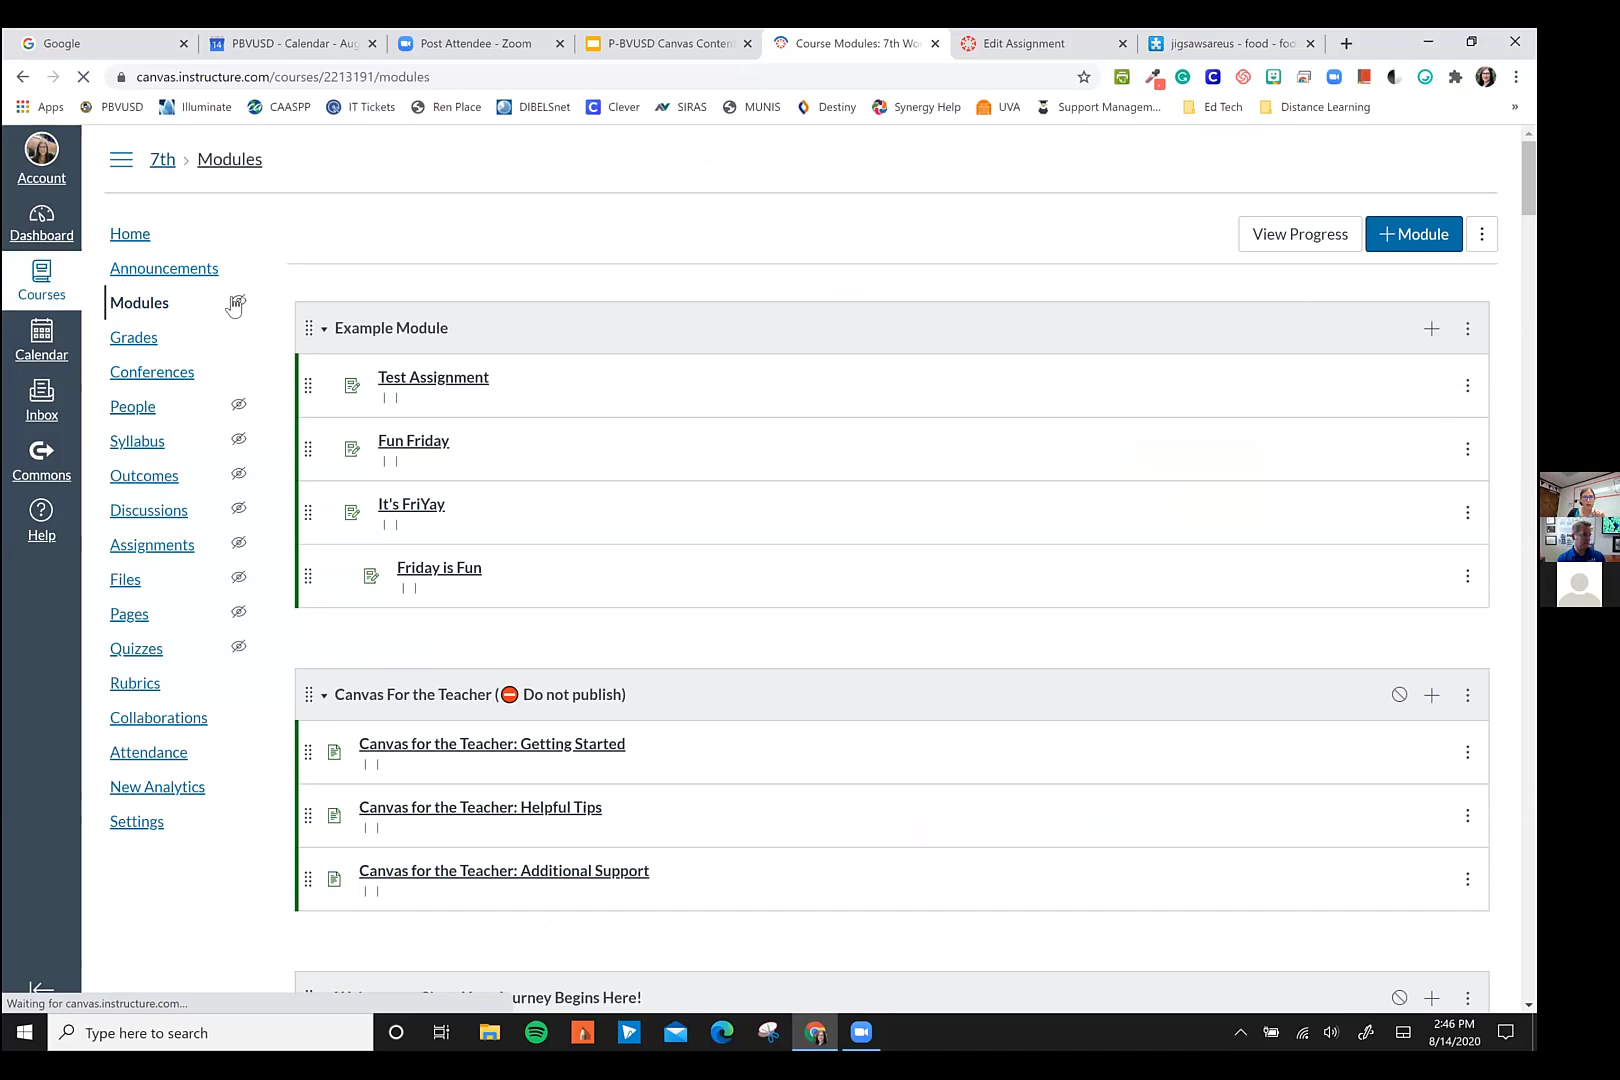 Google
PBVUSD - Calendar - Aug
Post Attendee - Zoom
P-BVUSD Canvas Conten
Course Modules: 7th Wo
Edit Assignment
jigsawsareus - food - foo
canvas.instructure.com/courses/2213191/modules
Apps
PBVUSD
Illuminate
CAASPP
IT Tickets
Ren Place
DIBELSnet
Clever
SIRAS
MUNIS
Destiny
Synergy Help
UVA
Support Managem...
Ed Tech
Distance Learning
»
Account
Dashboard
Courses
Calendar
Inbox
Commons
Help
7th › Modules
Home
Announcements
Modules
Grades
Conferences
People
Syllabus
Outcomes
Discussions
Assignments
Files
Pages
Quizzes
Rubrics
Collaborations
Attendance
New Analytics
Settings
View Progress
+ Module
Example Module
Test Assignment
| |
Fun Friday
| |
It's FriYay
| |
Friday is Fun
| |
Canvas For the Teacher (⛔ Do not publish)
Canvas for the Teacher: Getting Started
| |
Canvas for the Teacher: Helpful Tips
| |
Canvas for the Teacher: Additional Support
| |
Journey Begins Here!
Waiting for canvas.instructure.com...
Type here to search
2:46 PM
8/14/2020